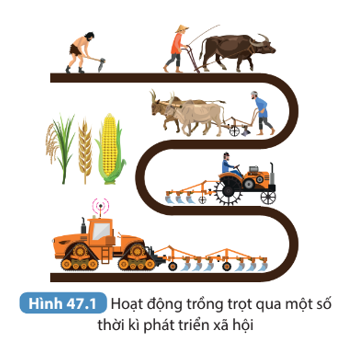 Hình 47.1 Hoạt động trồng trọt qua một số
thời kì phát triển xã hội